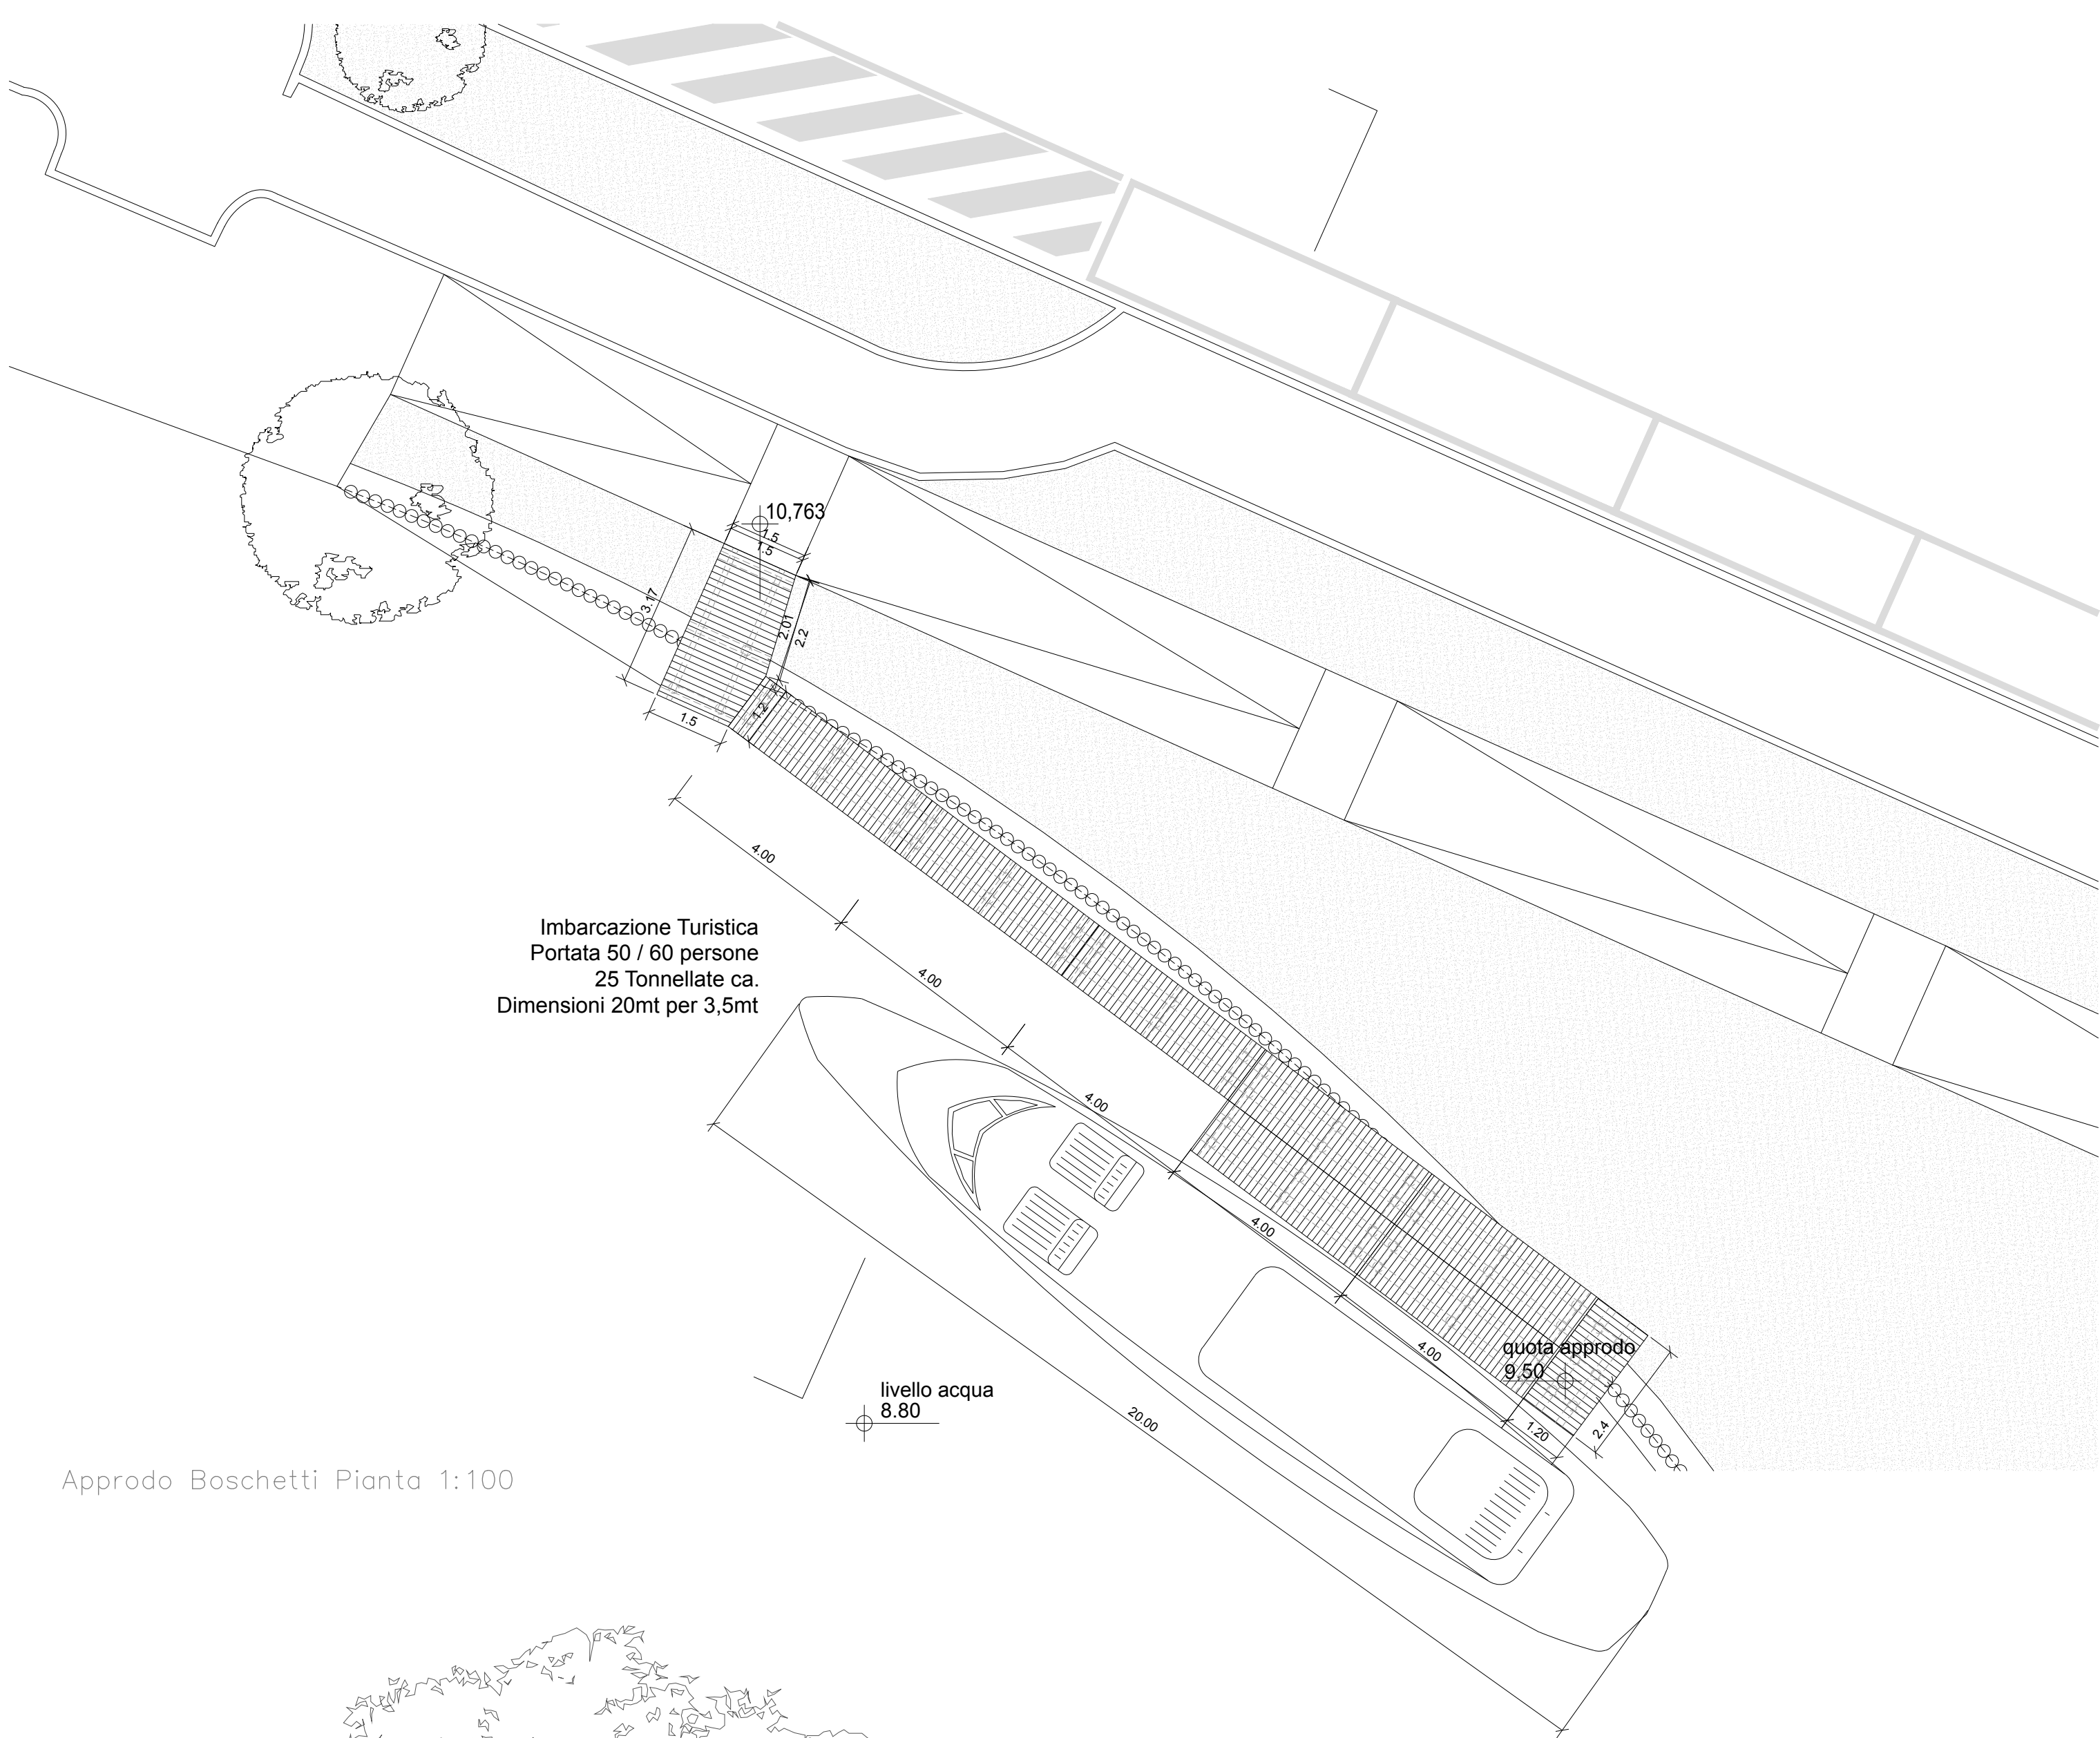 10,763
1.5
1.5
3.17
2.01
2.2
1.2
1.5
4.00
Imbarcazione Turistica
Portata 50 / 60 persone
25 Tonnellate ca.
Dimensioni 20mt per 3,5mt
4.00
4.00
4.00
4.00
quota approdo
9.50
livello acqua
8.80
20.00
1.20
2.4
Approdo Boschetti Pianta 1:100